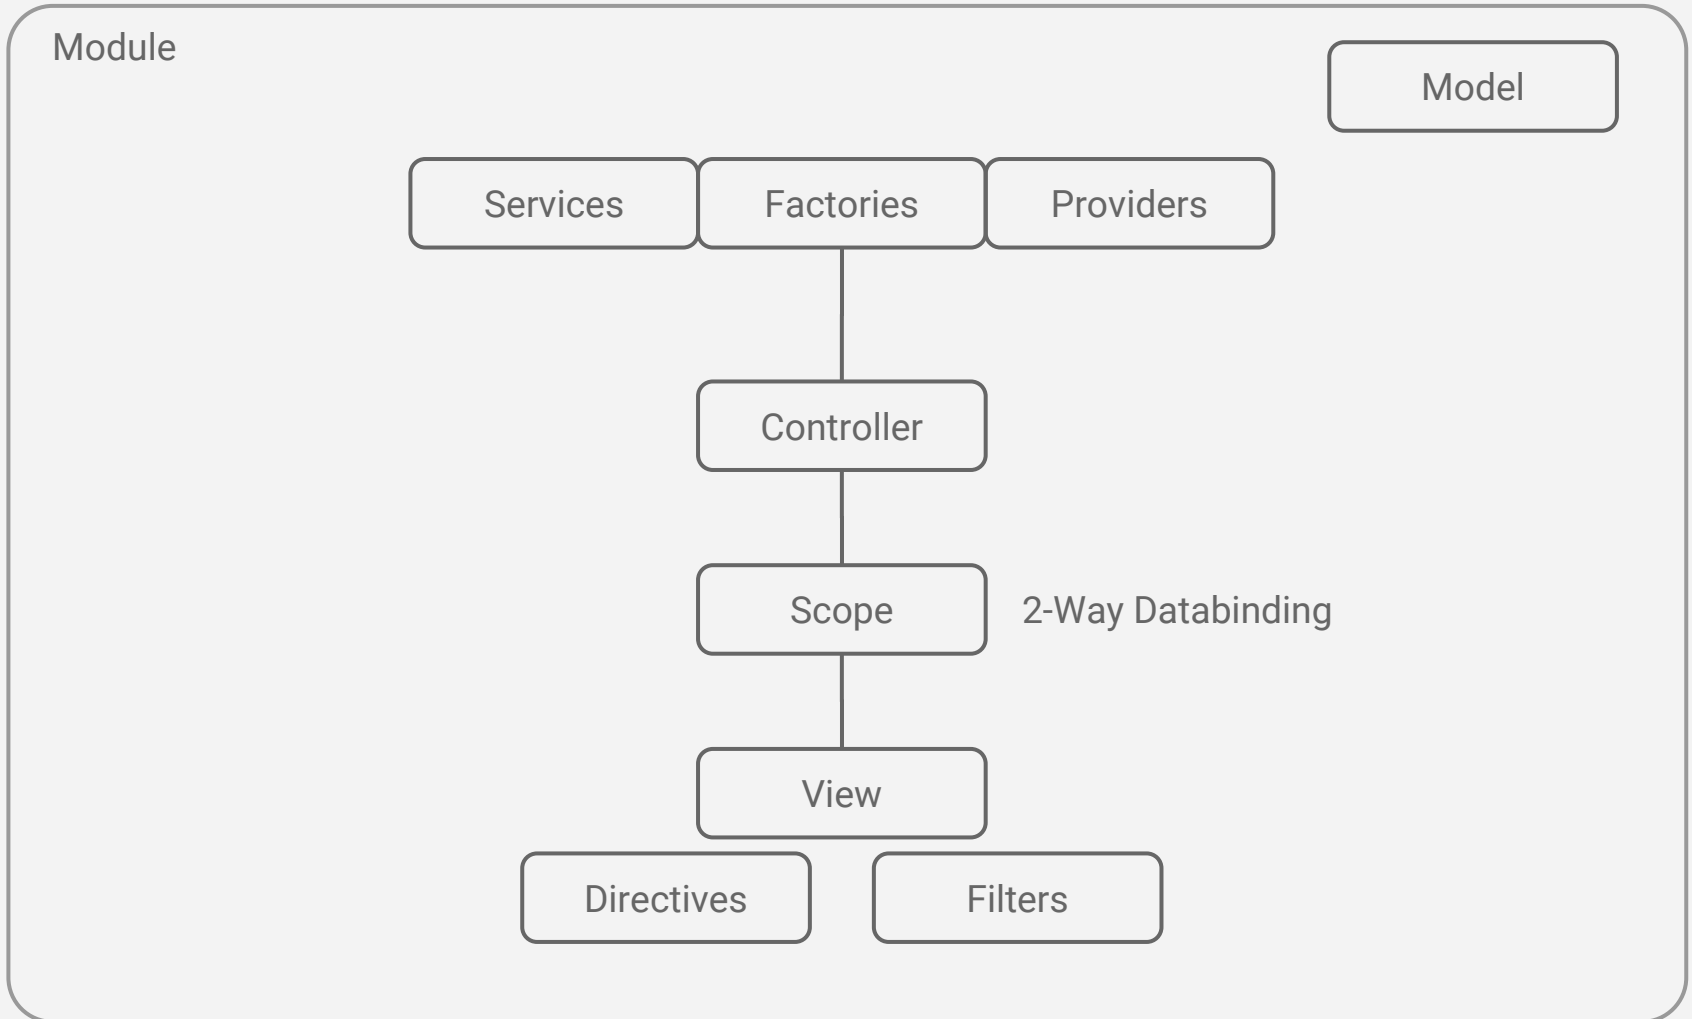 Module
Model
Services
Factories
Providers
Controller
Scope
2-Way Databinding
View
Directives
Filters